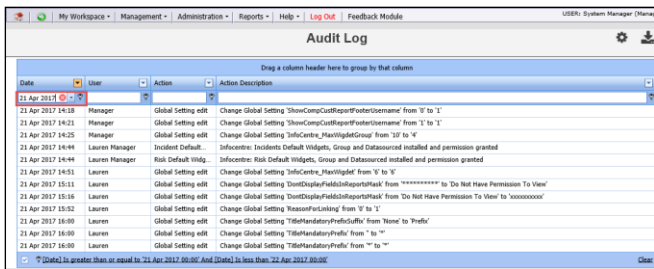 My Workspace Management Administration Reports Help Log Out Feedback Module USER: System Manager (Manag
Audit Log
Drag a column header here to group by that column
Date User Action Action Description
21 Apr 2017
21 Apr 2017 14:18 Manager Global Setting edit Change Global Setting 'ShowCompCustReportFooterUsername' from '0' to '1'
21 Apr 2017 14:21 Manager Global Setting edit Change Global Setting 'ShowCompCustReportFooterUsername' from '1' to '1'
21 Apr 2017 14:25 Manager Global Setting edit Change Global Setting 'InfoCentre_MaxWigdetGroup' from '10' to '4'
21 Apr 2017 14:44 Lauren Manager Incident Default... Infocentre: Incidents Default Widgets, Group and Datasourced installed and permission granted
21 Apr 2017 14:44 Lauren Manager Risk Default Widg... Infocentre: Risk Default Widgets, Group and Datasourced installed and permission granted
21 Apr 2017 14:51 Lauren Global Setting edit Change Global Setting 'InfoCentre_MaxWigdet' from '6' to '6'
21 Apr 2017 15:11 Lauren Global Setting edit Change Global Setting 'DontDisplayFieldsInReportsMask' from '**********' to 'Do Not Have Permission To View'
21 Apr 2017 15:16 Lauren Global Setting edit Change Global Setting 'DontDisplayFieldsInReportsMask' from 'Do Not Have Permission To View' to 'xxxxxxxxxx'
21 Apr 2017 15:52 Lauren Global Setting edit Change Global Setting 'ReasonForLinking' from '0' to '1'
21 Apr 2017 16:00 Lauren Global Setting edit Change Global Setting 'TitleMandatoryPrefixSuffix' from 'None' to 'Prefix'
21 Apr 2017 16:00 Lauren Global Setting edit Change Global Setting 'TitleMandatoryPrefix' from '' to '*'
21 Apr 2017 16:00 Lauren Global Setting edit Change Global Setting 'TitleMandatoryPrefix' from '*' to '*'
[Date] Is greater than or equal to '21 Apr 2017 00:00' And [Date] Is less than '22 Apr 2017 00:00' Clear